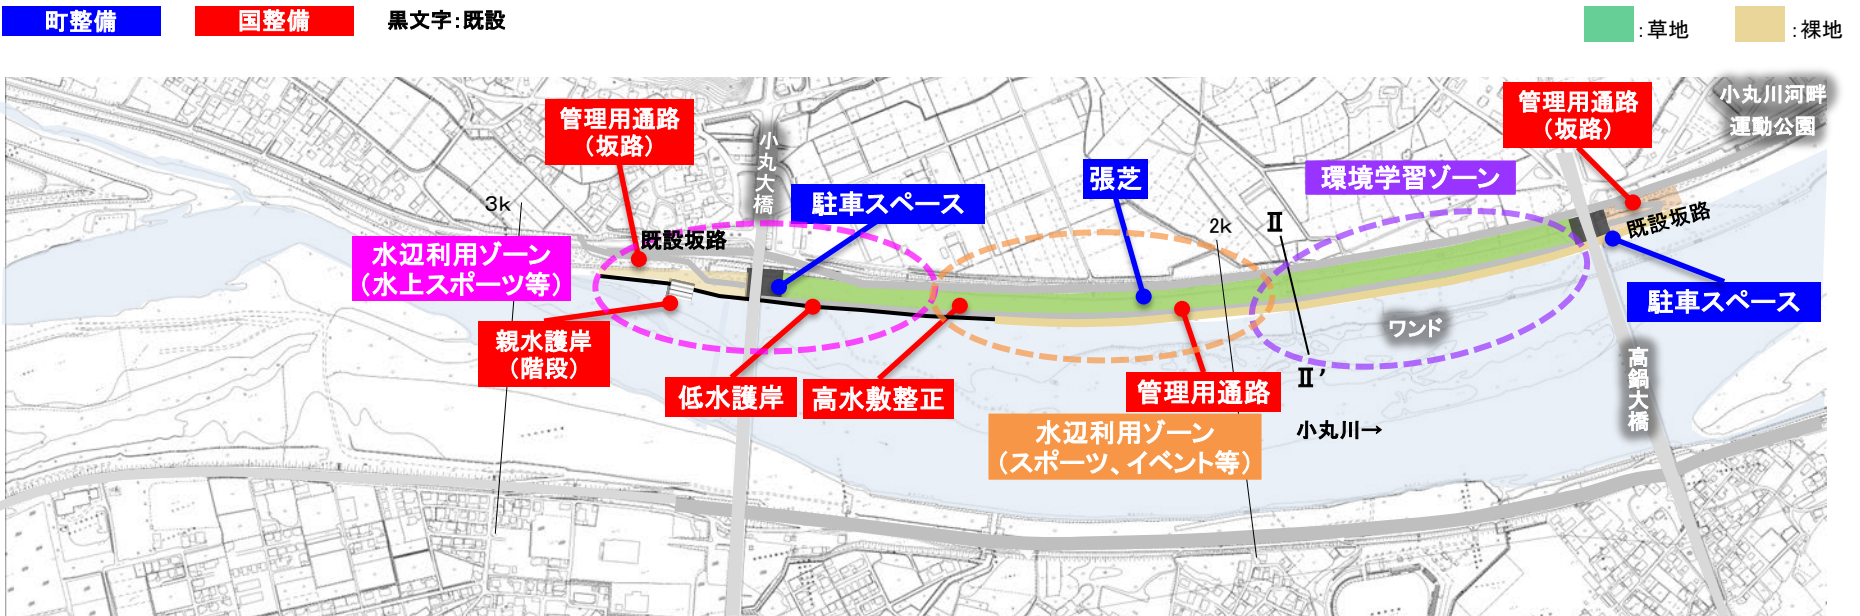 町整備
国整備
黒文字：既設
：草地
：裸地
管理用通路
（坂路）
小丸大橋
管理用通路
（坂路）
小丸川河畔
運動公園
張芝
環境学習ゾーン
駐車スペース
3k
既設坂路
2k
Ⅱ
既設坂路
水辺利用ゾーン
（水上スポーツ等）
駐車スペース
ワンド
親水護岸
（階段）
高鍋大橋
低水護岸
高水敷整正
管理用通路
Ⅱ’
水辺利用ゾーン
（スポーツ、イベント等）
小丸川→